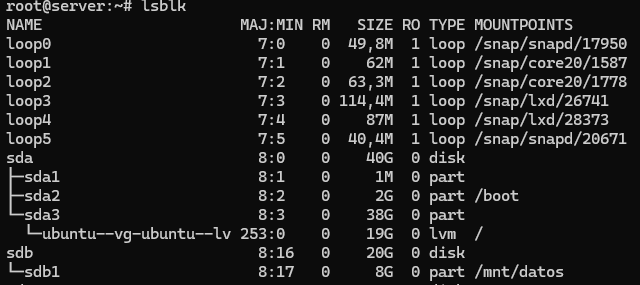 root@server:~# lsblk
NAME                      MAJ:MIN RM   SIZE RO TYPE MOUNTPOINTS
loop0                       7:0    0  49,8M  1 loop /snap/snapd/17950
loop1                       7:1    0    62M  1 loop /snap/core20/1587
loop2                       7:2    0  63,3M  1 loop /snap/core20/1778
loop3                       7:3    0 114,4M  1 loop /snap/lxd/26741
loop4                       7:4    0    87M  1 loop /snap/lxd/28373
loop5                       7:5    0  40,4M  1 loop /snap/snapd/20671
sda                         8:0    0    40G  0 disk
├─sda1                      8:1    0     1M  0 part
├─sda2                      8:2    0     2G  0 part /boot
└─sda3                      8:3    0    38G  0 part
  └─ubuntu--vg-ubuntu--lv 253:0    0    19G  0 lvm  /
sdb                         8:16   0    20G  0 disk
└─sdb1                      8:17   0     8G  0 part /mnt/datos